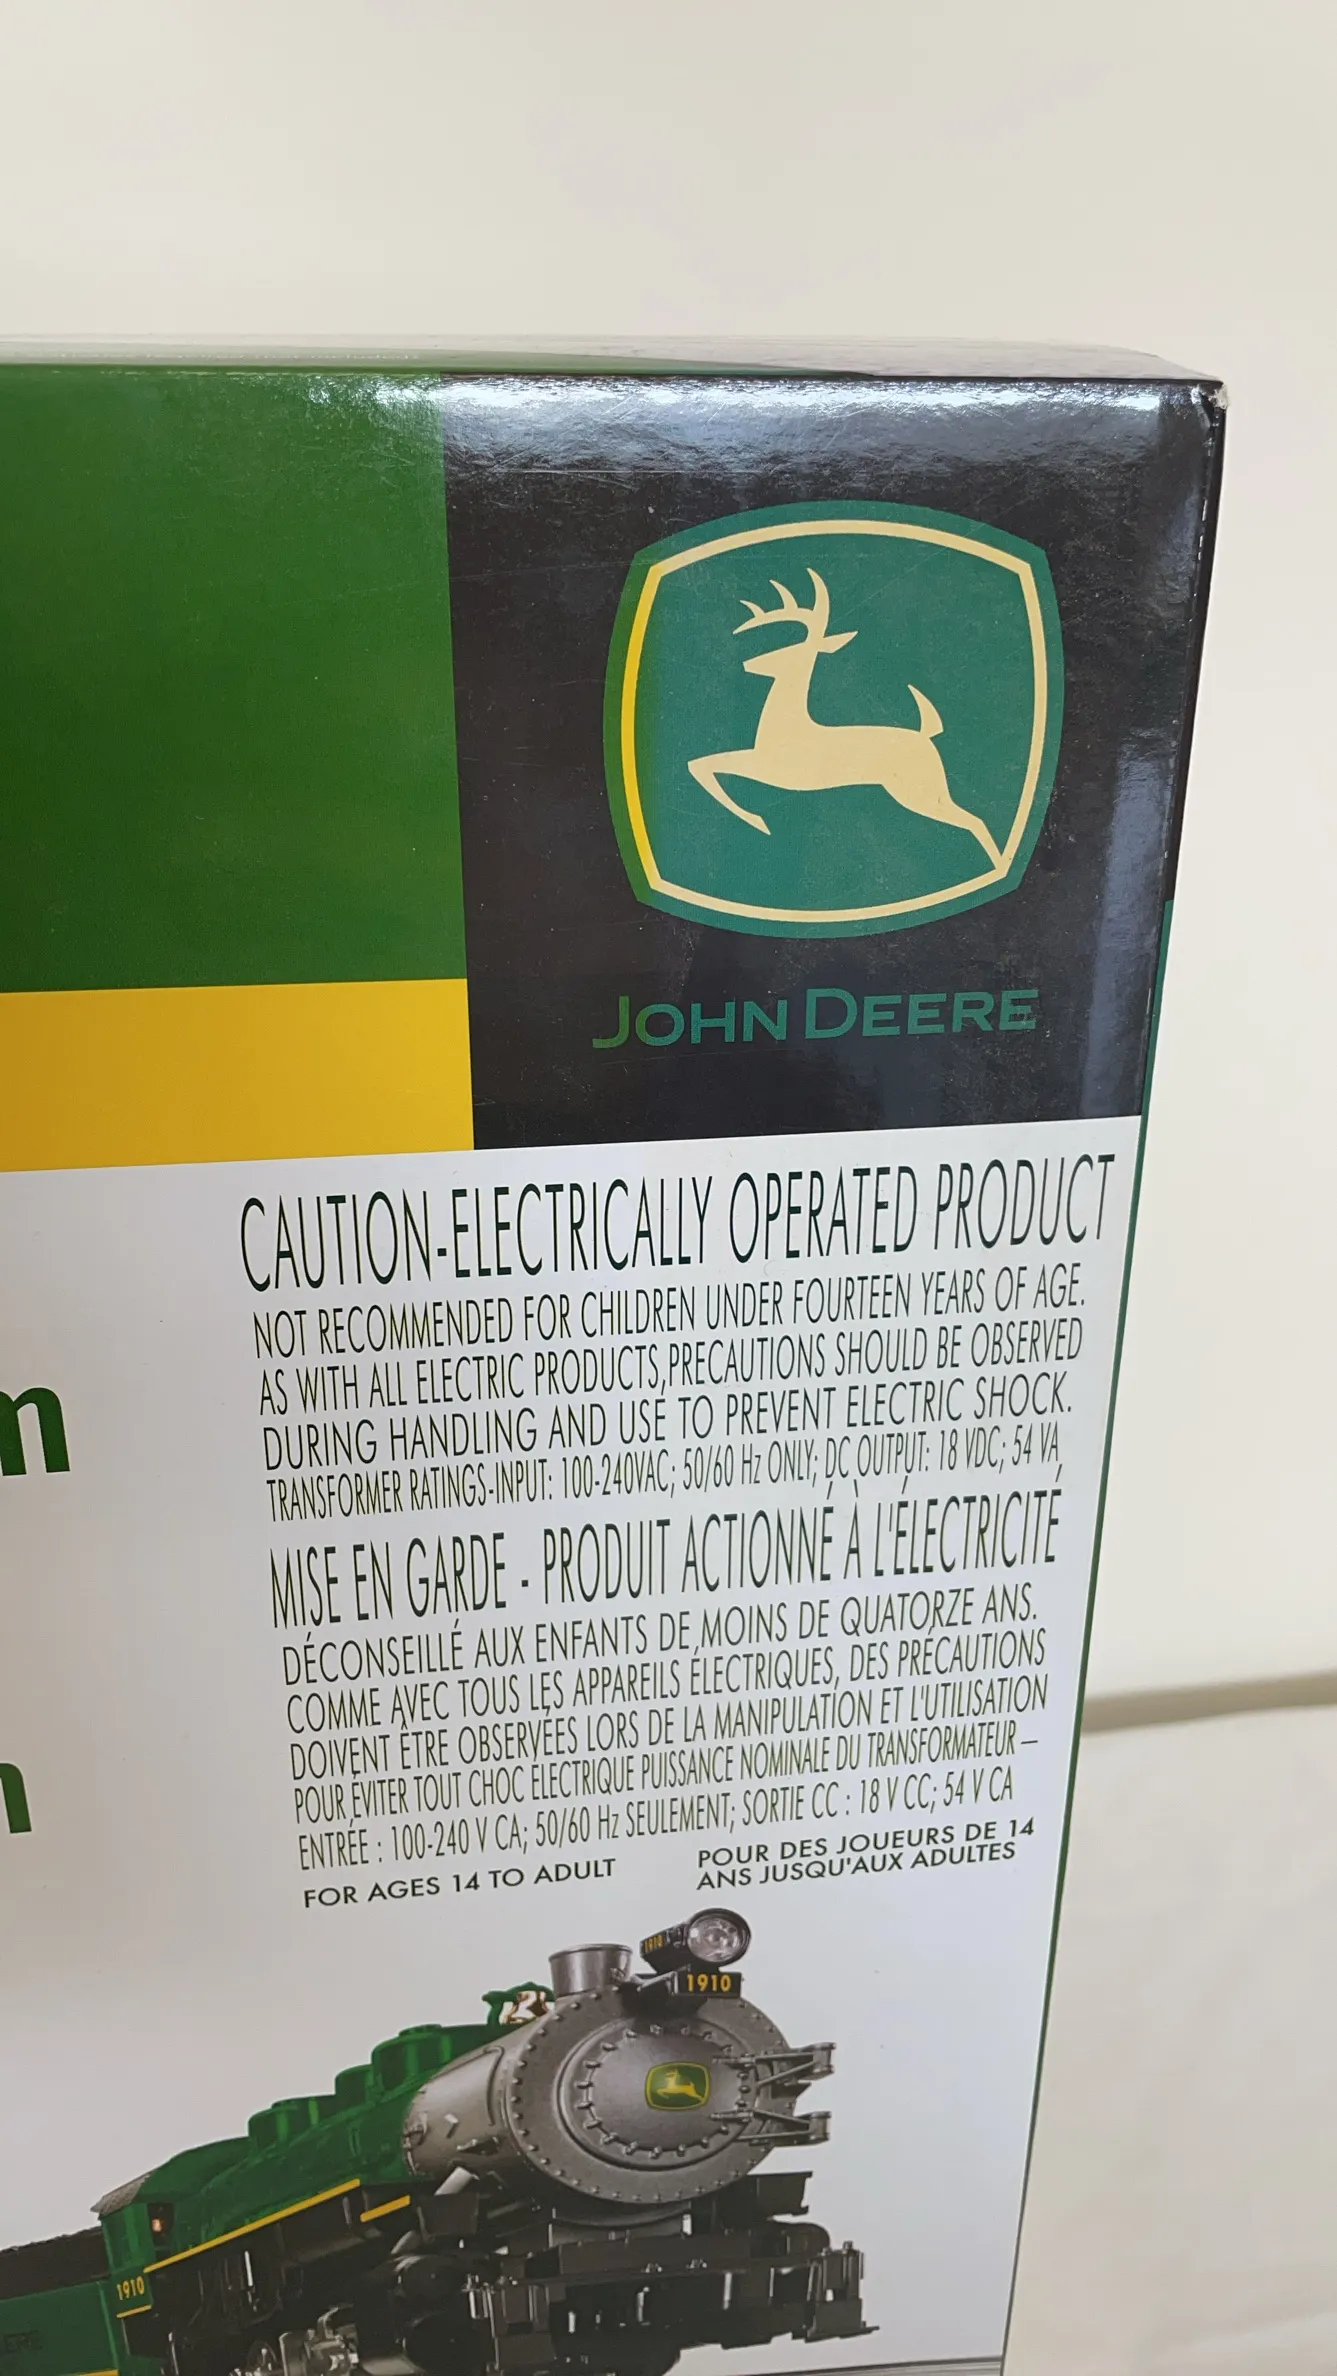 JOHN DEERE
CAUTION-ELECTRICALLY OPERATED PRODUCT
NOT RECOMMENDED FOR CHILDREN UNDER FOURTEEN YEARS OF AGE.
AS WITH ALL ELECTRIC PRODUCTS, PRECAUTIONS SHOULD BE OBSERVED
DURING HANDLING AND USE TO PREVENT ELECTRIC SHOCK.
TRANSFORMER RATINGS-INPUT: 100-240VAC; 50/60 Hz ONLY; DC OUTPUT: 18 VDC; 54 VA
m
MISE EN GARDE - PRODUIT ACTIONNÉ À L'ÉLECTRICITÉ
DÉCONSEILLÉ AUX ENFANTS DE MOINS DE QUATORZE ANS.
COMME AVEC TOUS LES APPAREILS ÉLECTRIQUES, DES PRÉCAUTIONS
DOIVENT ÊTRE OBSERVÉES LORS DE LA MANIPULATION ET L'UTILISATION
POUR ÉVITER TOUT CHOC ÉLECTRIQUE PUISSANCE NOMINALE DU TRANSFORMATEUR —
ENTRÉE : 100-240 V CA; 50/60 Hz SEULEMENT; SORTIE CC : 18 V CC; 54 V CA
FOR AGES 14 TO ADULT
POUR DES JOUEURS DE 14
ANS JUSQU'AUX ADULTES
1910
1910
1910
ERE